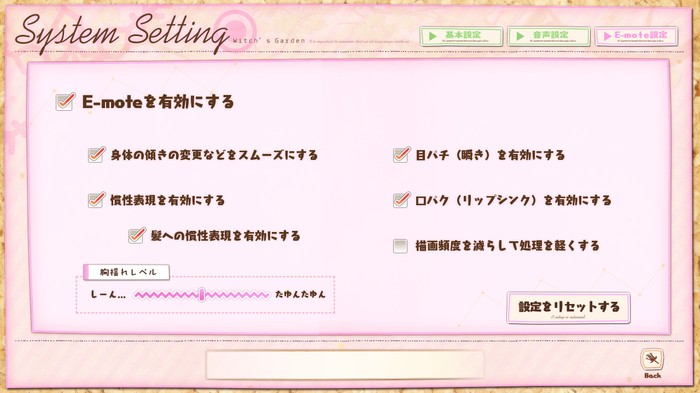 System Setting
Witch's Garden
基本設定
音声設定
E-mote設定
E-moteを有効にする
身体の傾きの変更などをスムーズにする
目パチ（瞬き）を有効にする
慣性表現を有効にする
口パク（リップシンク）を有効にする
髪への慣性表現を有効にする
描画頻度を減らして処理を軽くする
胸揺れレベル
しーん… たゆんたゆん
設定をリセットする
Back